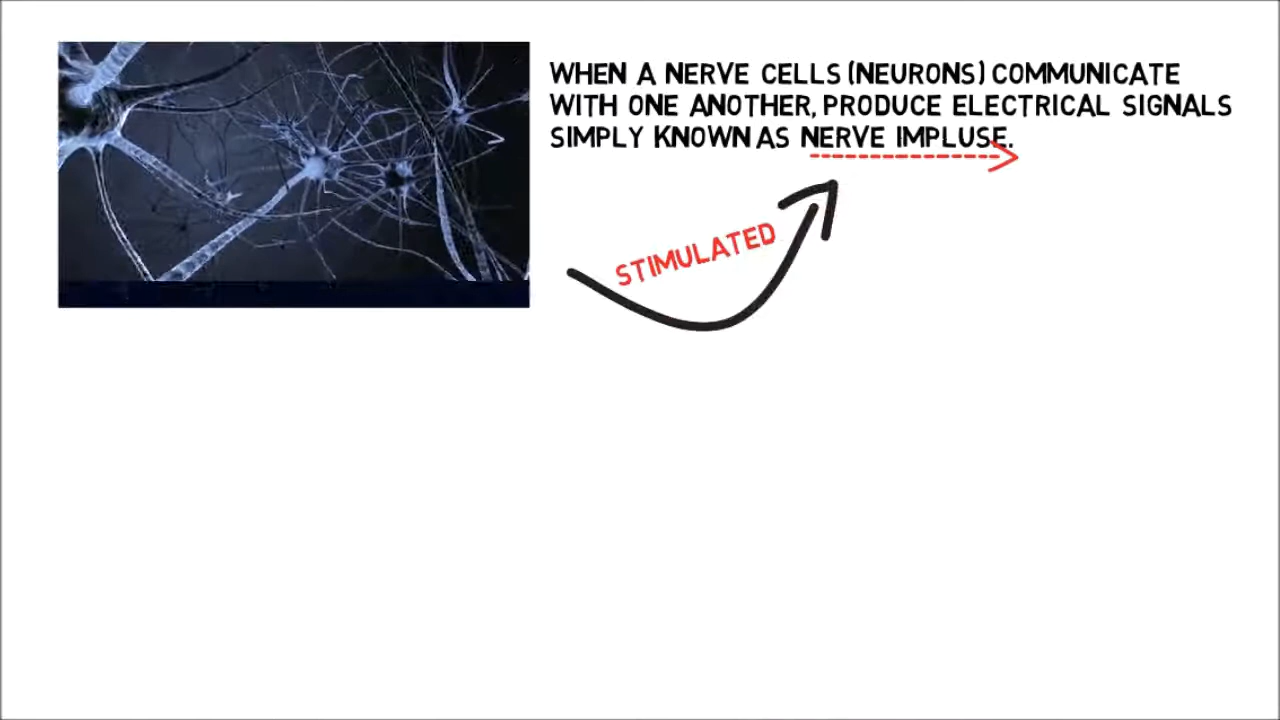 WHEN A NERVE CELLS (NEURONS) COMMUNICATE
WITH ONE ANOTHER, PRODUCE ELECTRICAL SIGNALS
SIMPLY KNOWN AS NERVE IMPLUSE.
STIMULATED